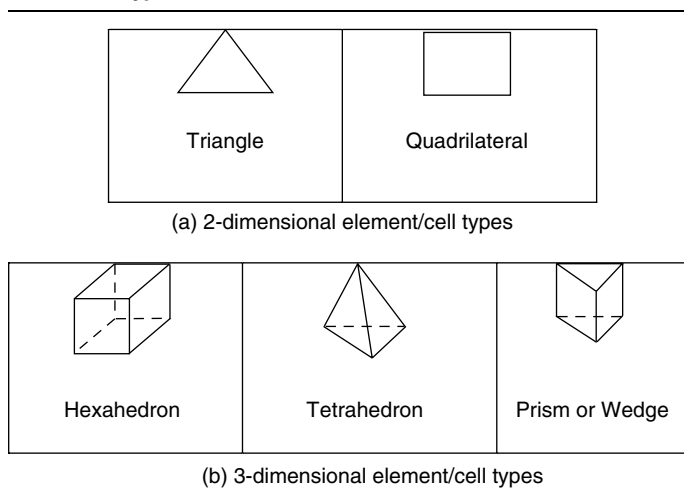 Triangle
Quadrilateral
(a) 2-dimensional element/cell types
Hexahedron
Tetrahedron
Prism or Wedge
(b) 3-dimensional element/cell types